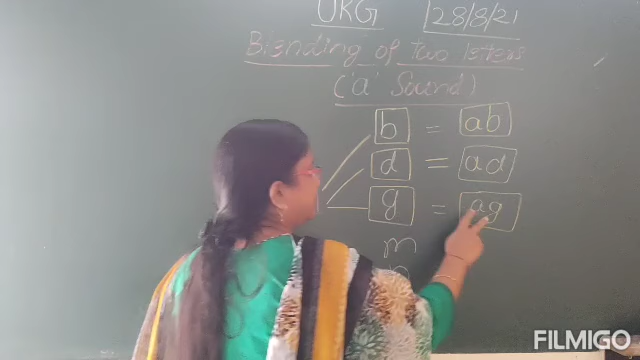 UKG 28/8/21
Blending of two letters
('a' Sound)
b = ab
d = ad
g = ag
m
FILMIGO